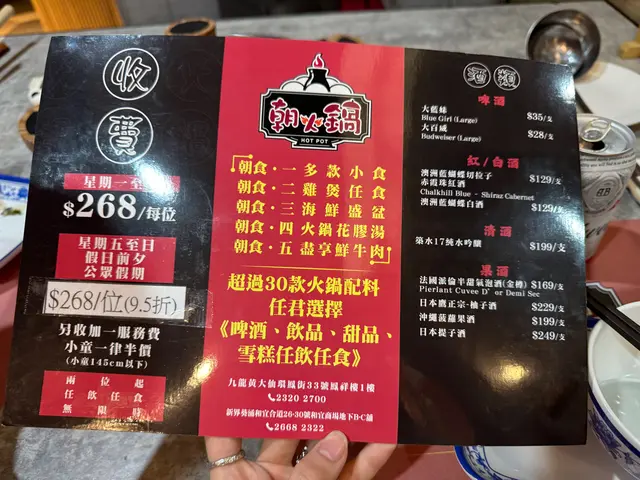 收
費
星期一至
$268/每位
星期五至日
假日前夕
公眾假期
$268/位(9.5折)
另收加一服務費
小童一律半價
(小童145cm以下)
兩位起
任飲任食
無限時
朝火鍋
HOT POT
朝食·一多款小食
朝食·二雞煲任食
朝食·三海鮮盛盆
朝食·四火鍋花膠湯
朝食·五盡享鮮牛肉
超過30款火鍋配料
任君選擇
《啤酒、飲品、甜品、
雪糕任飲任食》
九龍黃大仙環鳳街33號鳳祥樓1樓
2320 2700
新界葵涌和宜合道26-30號和宜商場地下B-C舖
2668 2322
啤酒
大藍妹
Blue Girl (Large) $35/支
大百威
Budweiser (Large) $28/支
紅/白酒
澳洲藍蝴蝶切拉子
赤霞珠紅酒 $129/支
Chalkhill Blue - Shiraz Cabernet
澳洲藍蝴蝶白酒 $129/支
清酒
築水17純水吟釀 $199/支
果酒
法國派倫半甜氣泡酒(金樽) $169/支
Pierlant Cuvee D' or Demi Sec
日本鷹正宗-柚子酒 $229/支
沖繩菠蘿果酒 $199/支
日本提子酒 $249/支